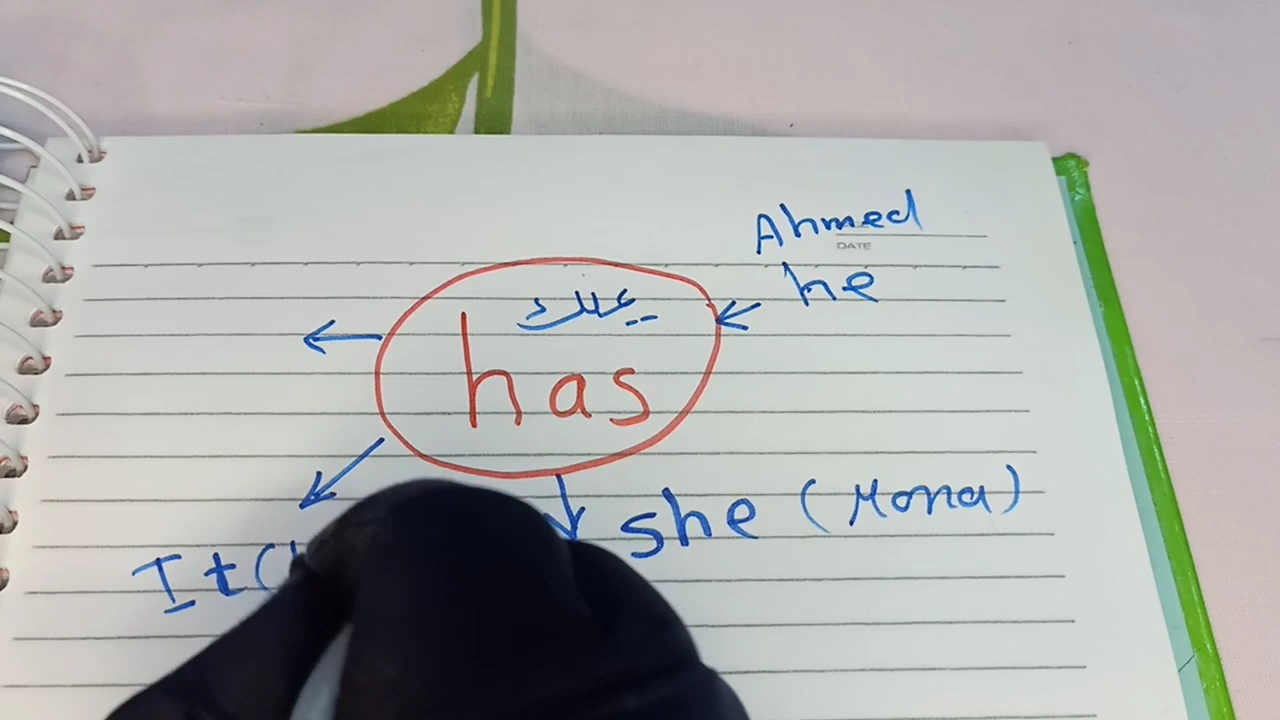 Ahmed
DATE
he
يملك
has
she (Mona)
It(